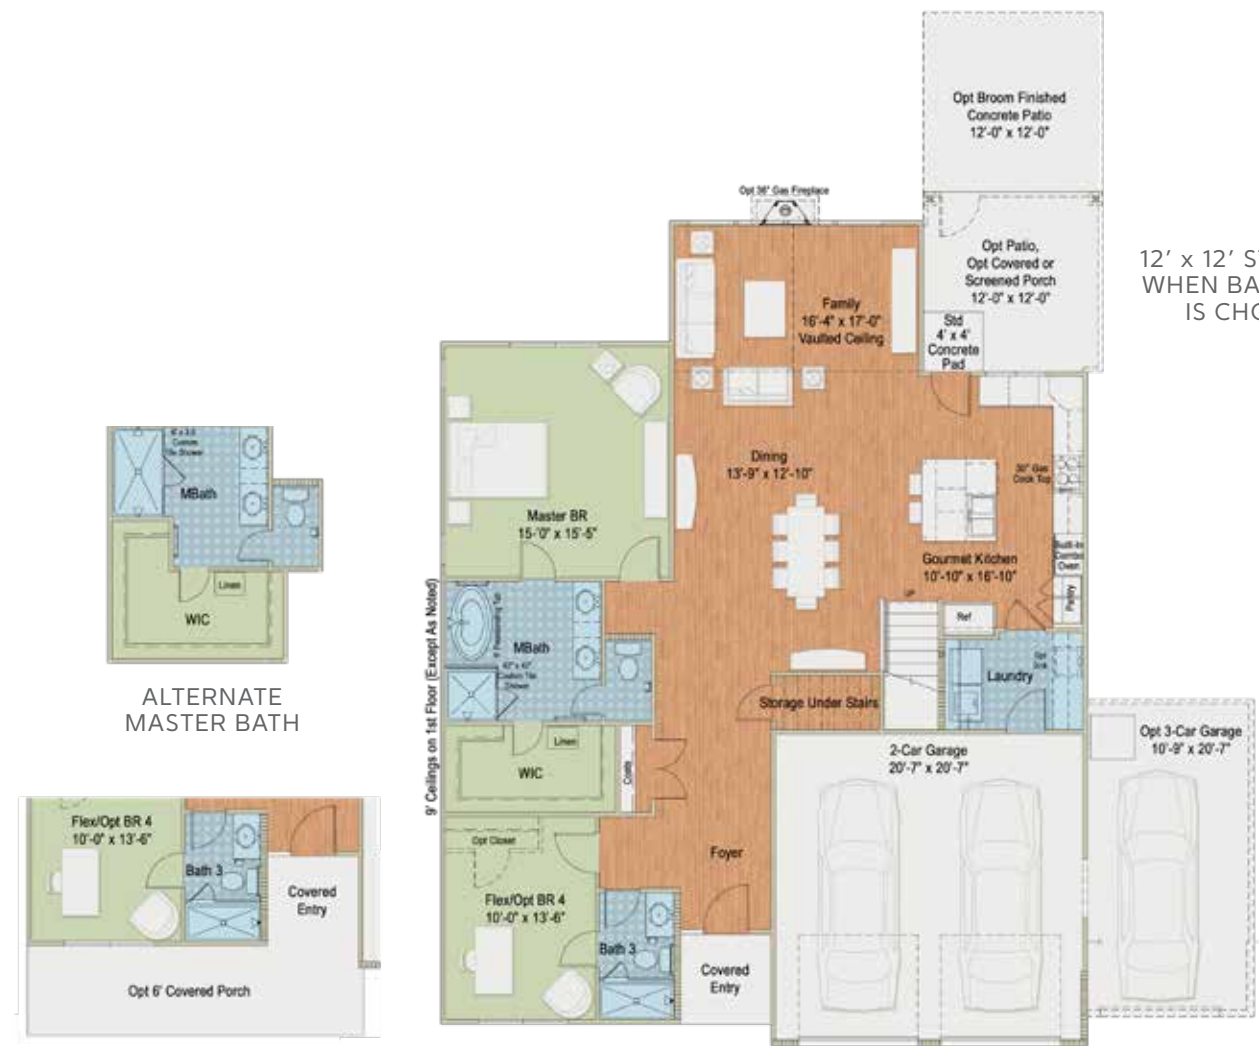 Opt Broom Finished
Concrete Patio
12'-0" x 12'-0"
Opt 36" Gas Fireplace
Opt Patio,
Opt Covered or
Screened Porch
12'-0" x 12'-0"
Std
4' x 4'
Concrete
Pad
12' x 12'
WHEN
IS
Family
16'-4" x 17'-0"
Vaulted Ceiling
Dining
13'-9" x 12'-10"
30" Gas
Cook Top
Master BR
15'-0" x 15'-5"
Gourmet Kitchen
10'-10" x 16'-10"
Built-In
Combo
Oven
Pantry
UP
Ref
9' Ceilings on 1st Floor (Except As Noted)
MBath
42" x 42"
Custom Tile
Shower
Opt
Sink
Laundry
Storage Under Stairs
Linen
WIC
Coats
2-Car Garage
20'-7" x 20'-7"
Opt 3-Car Garage
10'-9" x 20'-7"
Opt Closet
Foyer
Flex/Opt BR 4
10'-0" x 13'-6"
Bath 3
Covered
Entry
Custom
Tile Shower
MBath
Linen
WIC
ALTERNATE
MASTER BATH
Flex/Opt BR 4
10'-0" x 13'-6"
Bath 3
Covered
Entry
Opt 6' Covered Porch